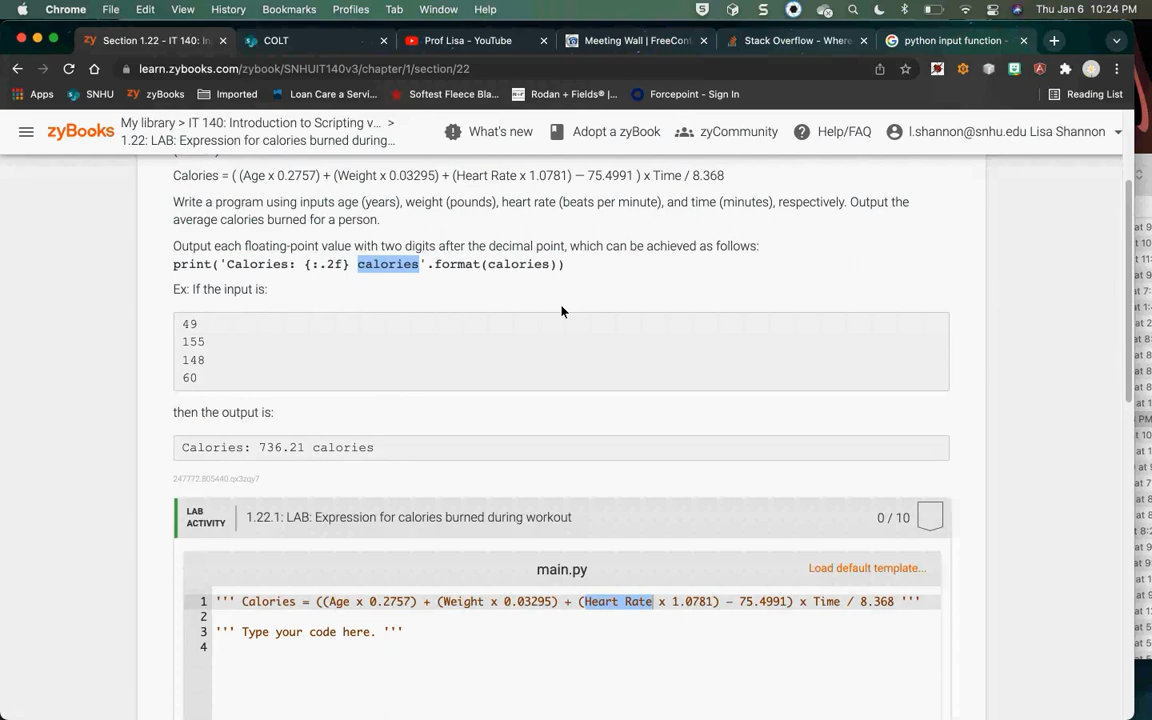 Chrome File Edit View History Bookmarks Profiles Tab Window Help Thu Jan 6 10:24 PM
Section 1.22 - IT 140: In COLT Prof Lisa - YouTube Meeting Wall | FreeCont Stack Overflow - Where python input function -
learn.zybooks.com/zybook/SNHUIT140v3/chapter/1/section/22
Apps SNHU zyBooks Imported Loan Care a Servi... Softest Fleece Bla... Rodan + Fields® |... Forcepoint - Sign In Reading List
zyBooks My library > IT 140: Introduction to Scripting v... > What's new Adopt a zyBook zyCommunity Help/FAQ l.shannon@snhu.edu Lisa Shannon
1.22: LAB: Expression for calories burned during...
Calories = ( (Age x 0.2757) + (Weight x 0.03295) + (Heart Rate x 1.0781) — 75.4991 ) x Time / 8.368
Write a program using inputs age (years), weight (pounds), heart rate (beats per minute), and time (minutes), respectively. Output the
average calories burned for a person.
Output each floating-point value with two digits after the decimal point, which can be achieved as follows:
print('Calories: {:.2f} calories'.format(calories))
Ex: If the input is:
49
155
148
60
then the output is:
Calories: 736.21 calories
247772.805440.qx3zqy7
LAB ACTIVITY 1.22.1: LAB: Expression for calories burned during workout 0 / 10
main.py Load default template...
1 ''' Calories = ((Age x 0.2757) + (Weight x 0.03295) + (Heart Rate x 1.0781) — 75.4991) x Time / 8.368 '''
2
3 ''' Type your code here. '''
4